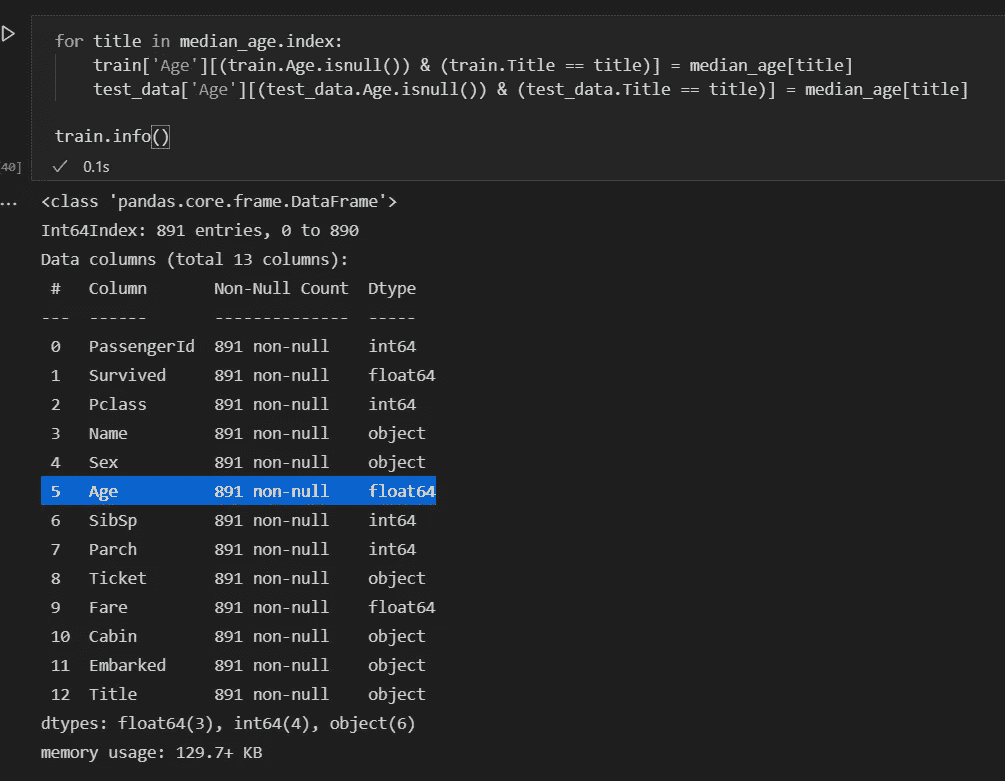 for title in median_age.index:
    train['Age'][(train.Age.isnull()) & (train.Title == title)] = median_age[title]
    test_data['Age'][(test_data.Age.isnull()) & (test_data.Title == title)] = median_age[title]
train.info()
40] ✓ 0.1s
... <class 'pandas.core.frame.DataFrame'>
Int64Index: 891 entries, 0 to 890
Data columns (total 13 columns):
 #   Column       Non-Null Count  Dtype
---  ------       --------------  -----
 0   PassengerId  891 non-null    int64
 1   Survived     891 non-null    float64
 2   Pclass       891 non-null    int64
 3   Name         891 non-null    object
 4   Sex          891 non-null    object
 5   Age          891 non-null    float64
 6   SibSp        891 non-null    int64
 7   Parch        891 non-null    int64
 8   Ticket       891 non-null    object
 9   Fare         891 non-null    float64
 10  Cabin        891 non-null    object
 11  Embarked     891 non-null    object
 12  Title        891 non-null    object
dtypes: float64(3), int64(4), object(6)
memory usage: 129.7+ KB